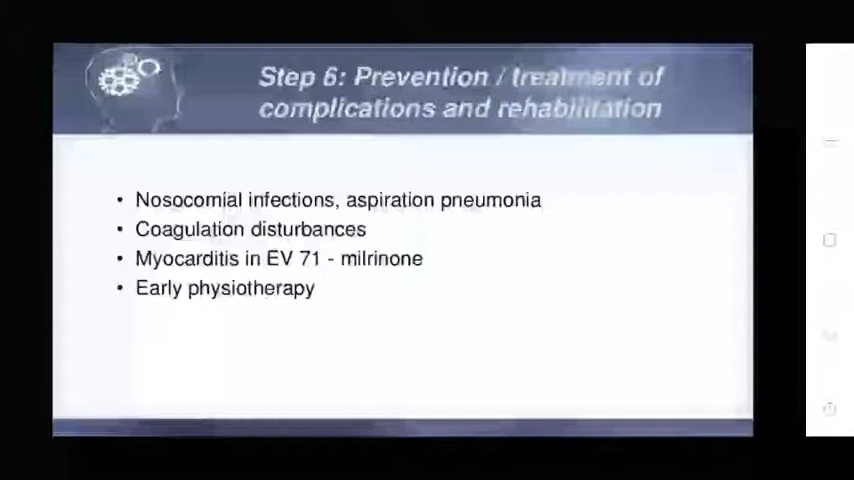 Step 6: Prevention / treatment of
complications and rehabilitation
• Nosocomial infections, aspiration pneumonia
• Coagulation disturbances
• Myocarditis in EV 71 - milrinone
• Early physiotherapy